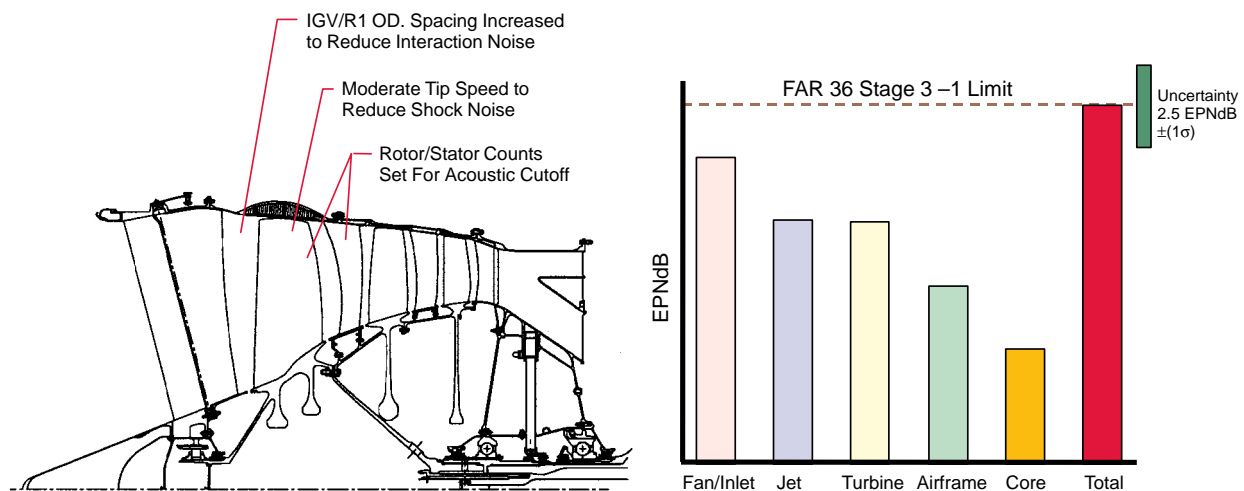 IGV/R1 OD. Spacing Increased
to Reduce Interaction Noise
Moderate Tip Speed to
Reduce Shock Noise
Rotor/Stator Counts
Set For Acoustic Cutoff
FAR 36 Stage 3 –1 Limit
Uncertainty
2.5 EPNdB
±(1σ)
EPNdB
Fan/Inlet Jet Turbine Airframe Core Total